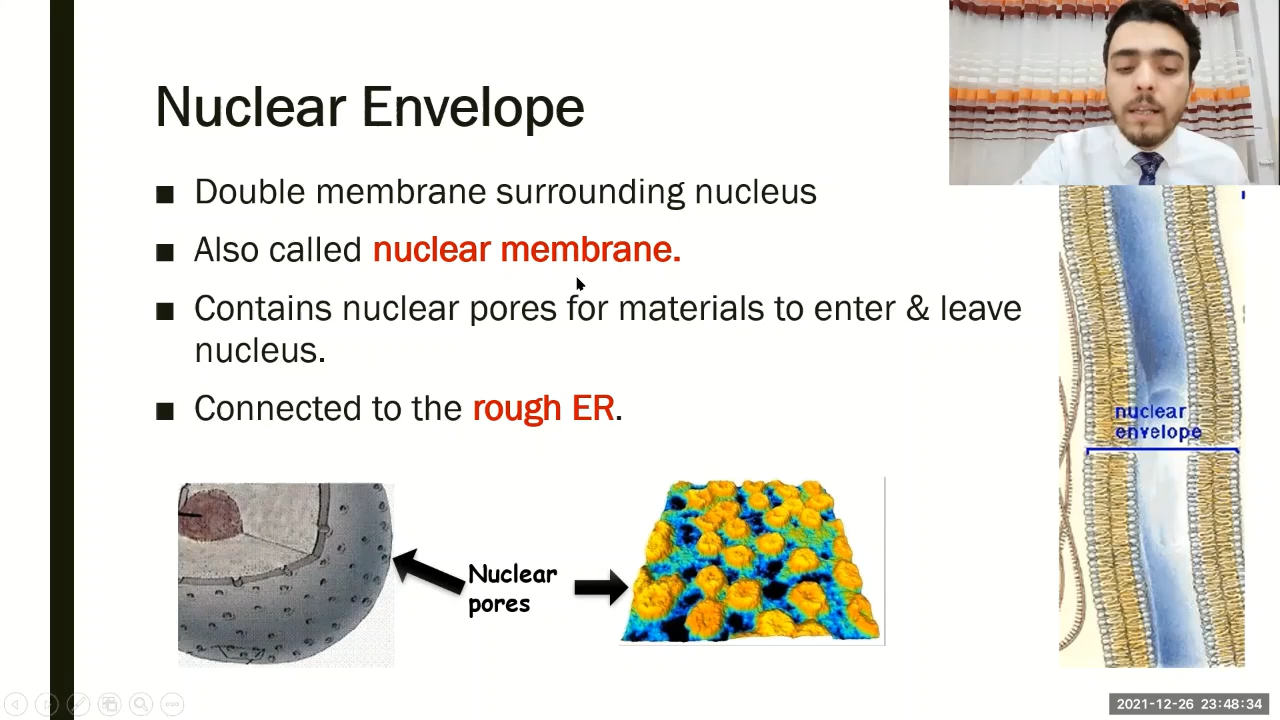 Nuclear Envelope
■ Double membrane surrounding nucleus
■ Also called nuclear membrane.
■ Contains nuclear pores for materials to enter & leave
nucleus.
■ Connected to the rough ER.
nuclear
envelope
Nuclear
pores
2021-12-26 23:48:34